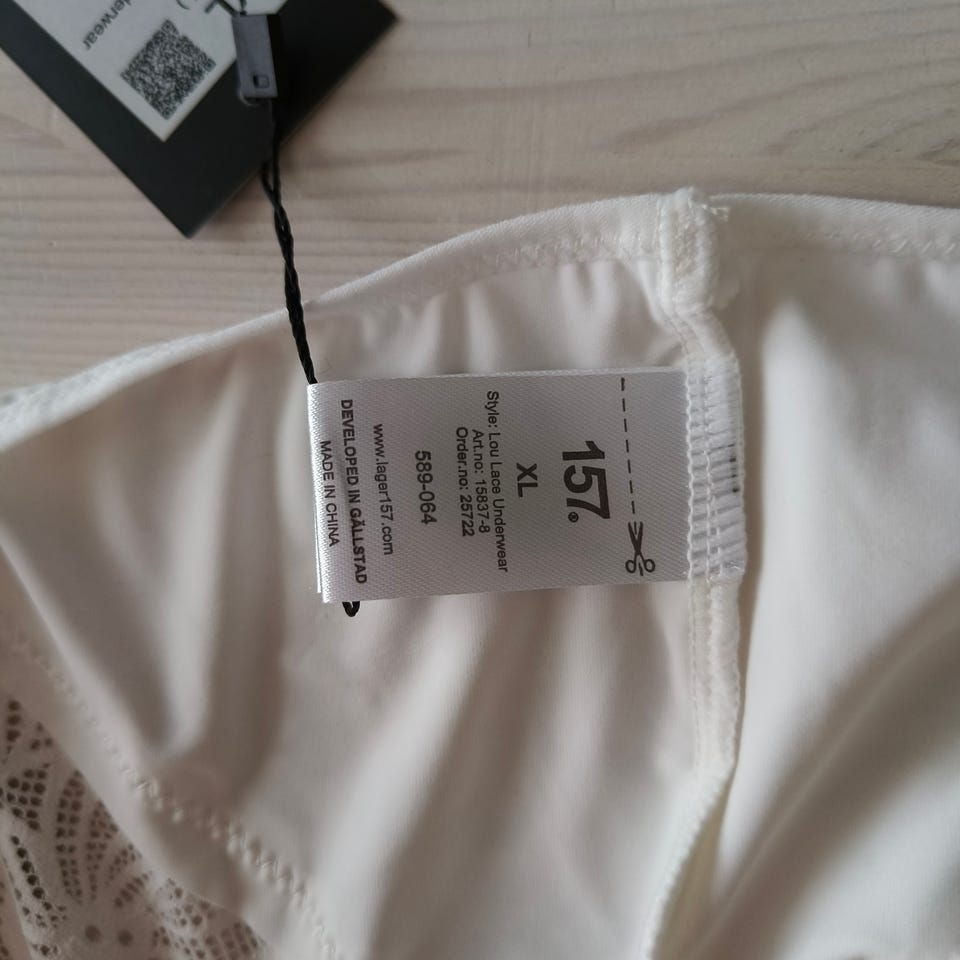 157®
XL
Style: Lou Lace Underwear
Art.no: 15837-8
Order.no: 25722
589-064
www.lager157.com
DEVELOPED IN GÄLLSTAD
MADE IN CHINA